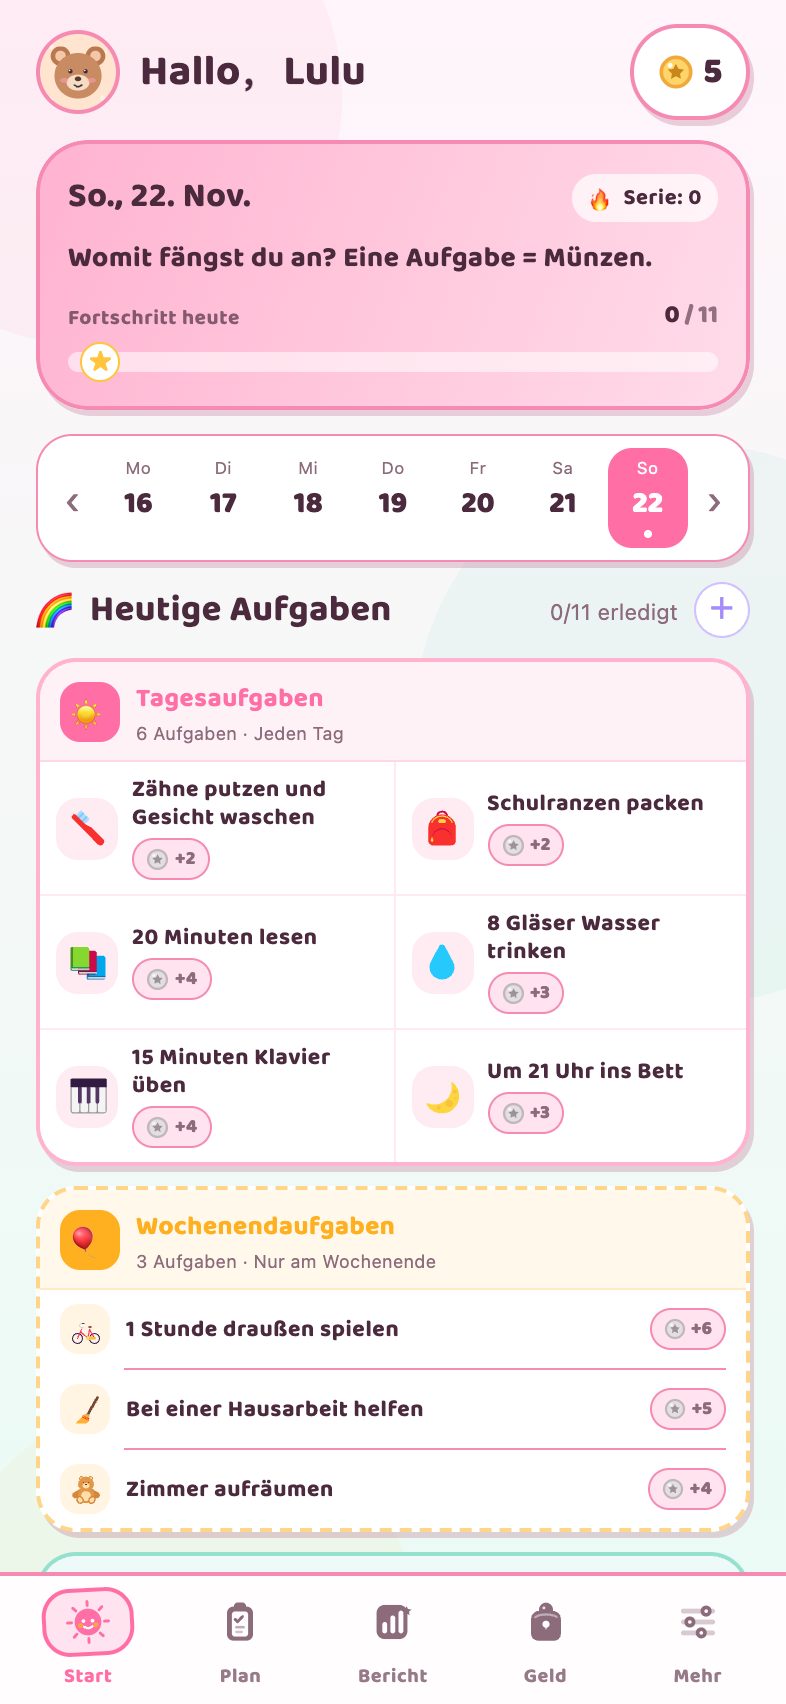 Hallo, Lulu
5
So., 22. Nov.
Serie: 0
Womit fängst du an? Eine Aufgabe = Münzen.
Fortschritt heute
0 / 11
Mo Di Mi Do Fr Sa So
‹ 16 17 18 19 20 21 22 ›
Heutige Aufgaben
0/11 erledigt +
Tagesaufgaben
6 Aufgaben · Jeden Tag
Zähne putzen und
Gesicht waschen
+2
Schulranzen packen
+2
20 Minuten lesen
+4
8 Gläser Wasser
trinken
+3
15 Minuten Klavier
üben
+4
Um 21 Uhr ins Bett
+3
Wochenendaufgaben
3 Aufgaben · Nur am Wochenende
1 Stunde draußen spielen
+6
Bei einer Hausarbeit helfen
+5
Zimmer aufräumen
+4
Start
Plan
Bericht
Geld
Mehr